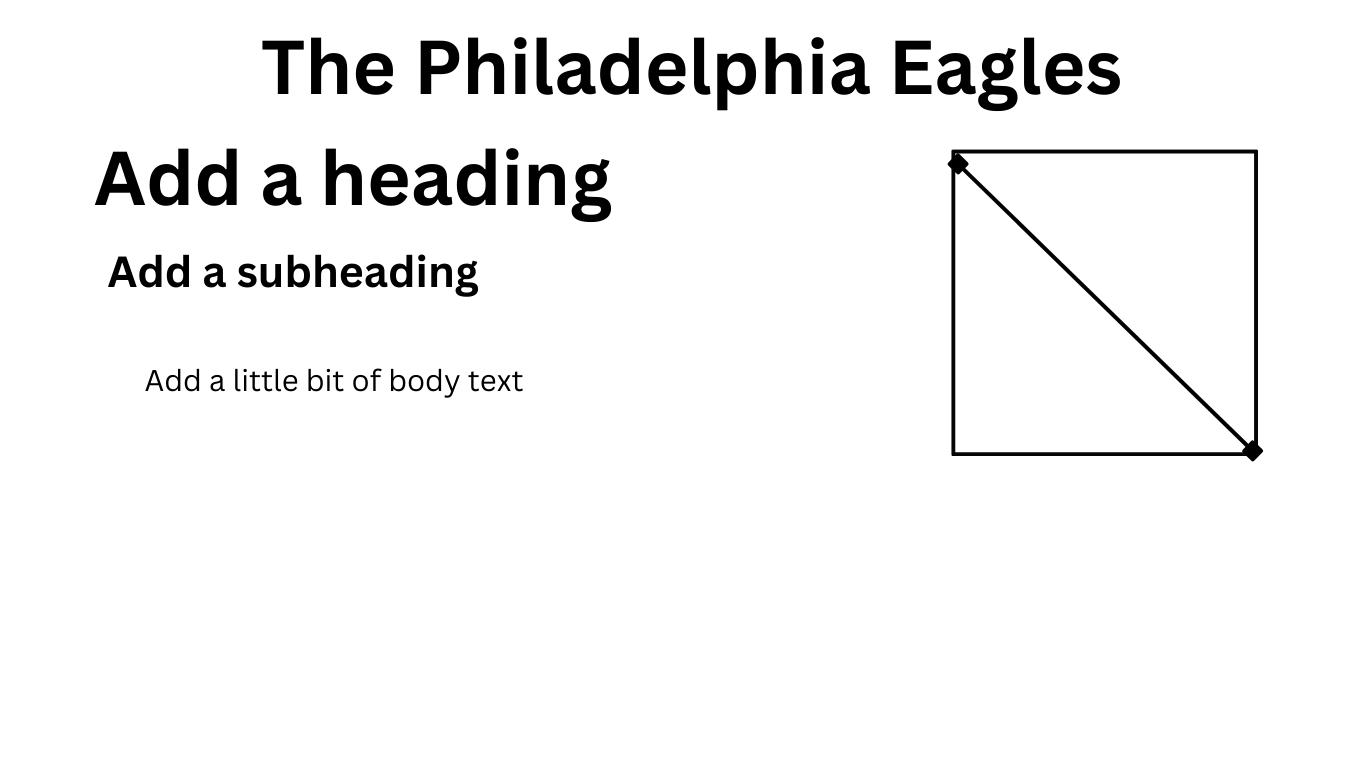 The Philadelphia Eagles
Add a heading
Add a subheading
Add a little bit of body text